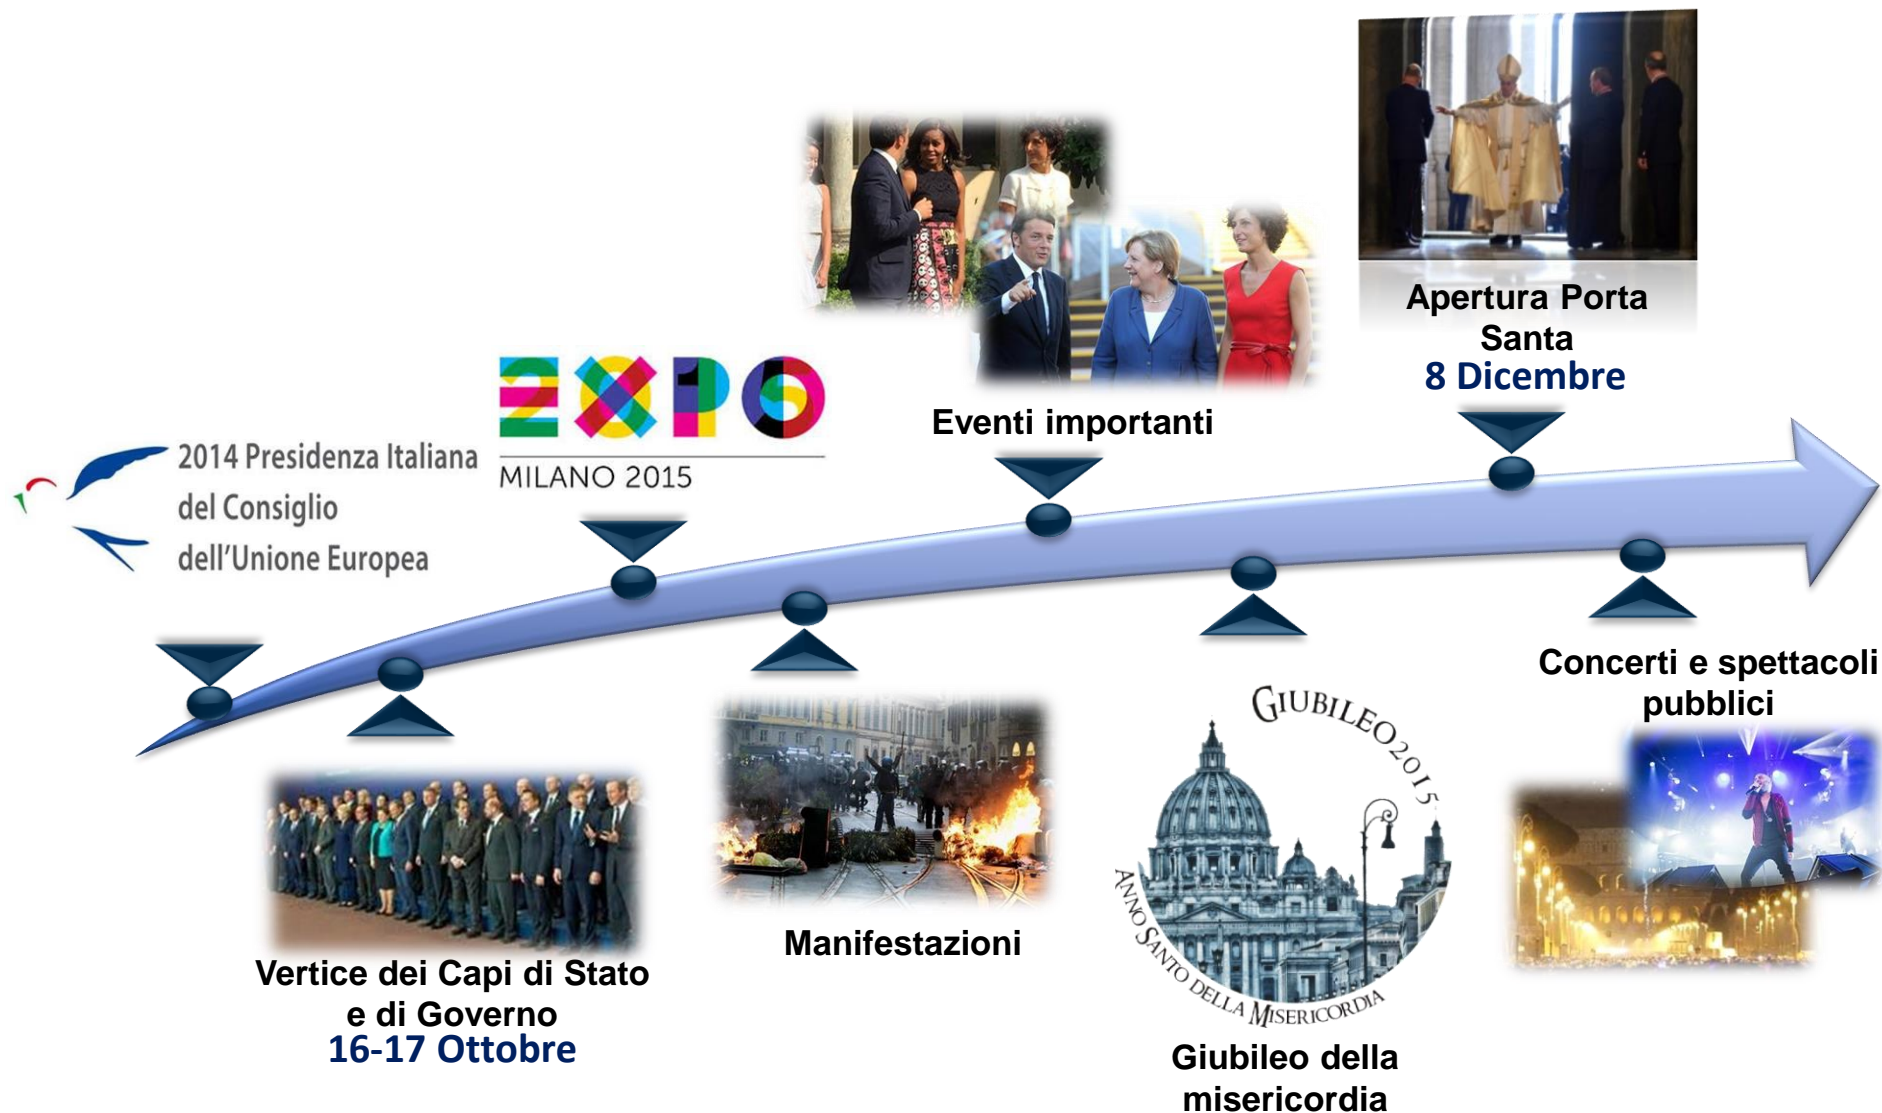 Apertura Porta
Santa
8 Dicembre
EXPO
MILANO 2015
Eventi importanti
2014 Presidenza Italiana
del Consiglio
dell'Unione Europea
Concerti e spettacoli
pubblici
GIUBILEO 2015
ANNO SANTO DELLA MISERICORDIA
Manifestazioni
Vertice dei Capi di Stato
e di Governo
16-17 Ottobre
Giubileo della
misericordia